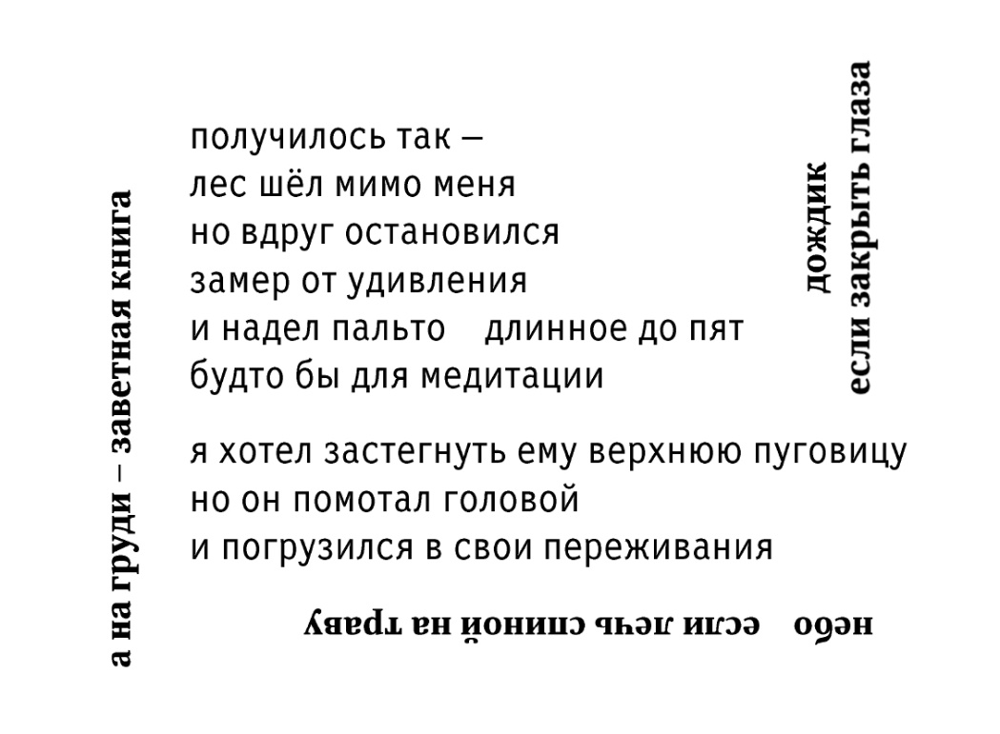 получилось так –
лес шёл мимо меня
но вдруг остановился
замер от удивления
и надел пальто    длинное до пят
будто бы для медитации
я хотел застегнуть ему верхнюю пуговицу
но он помотал головой
и погрузился в свои переживания
дождик
если закрыть глаза
небо    если лечь спиной на траву
а на груди – заветная книга